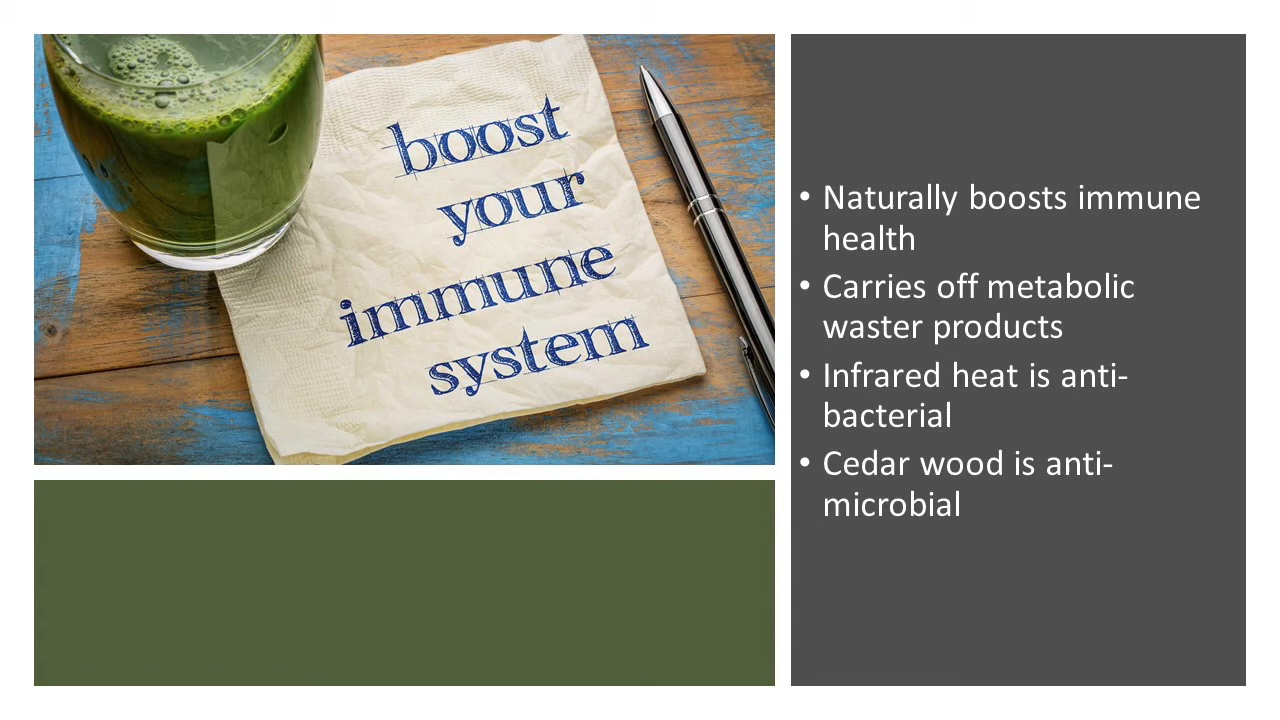 boost
your
immune
system
• Naturally boosts immune
health
• Carries off metabolic
waster products
• Infrared heat is anti-
bacterial
• Cedar wood is anti-
microbial